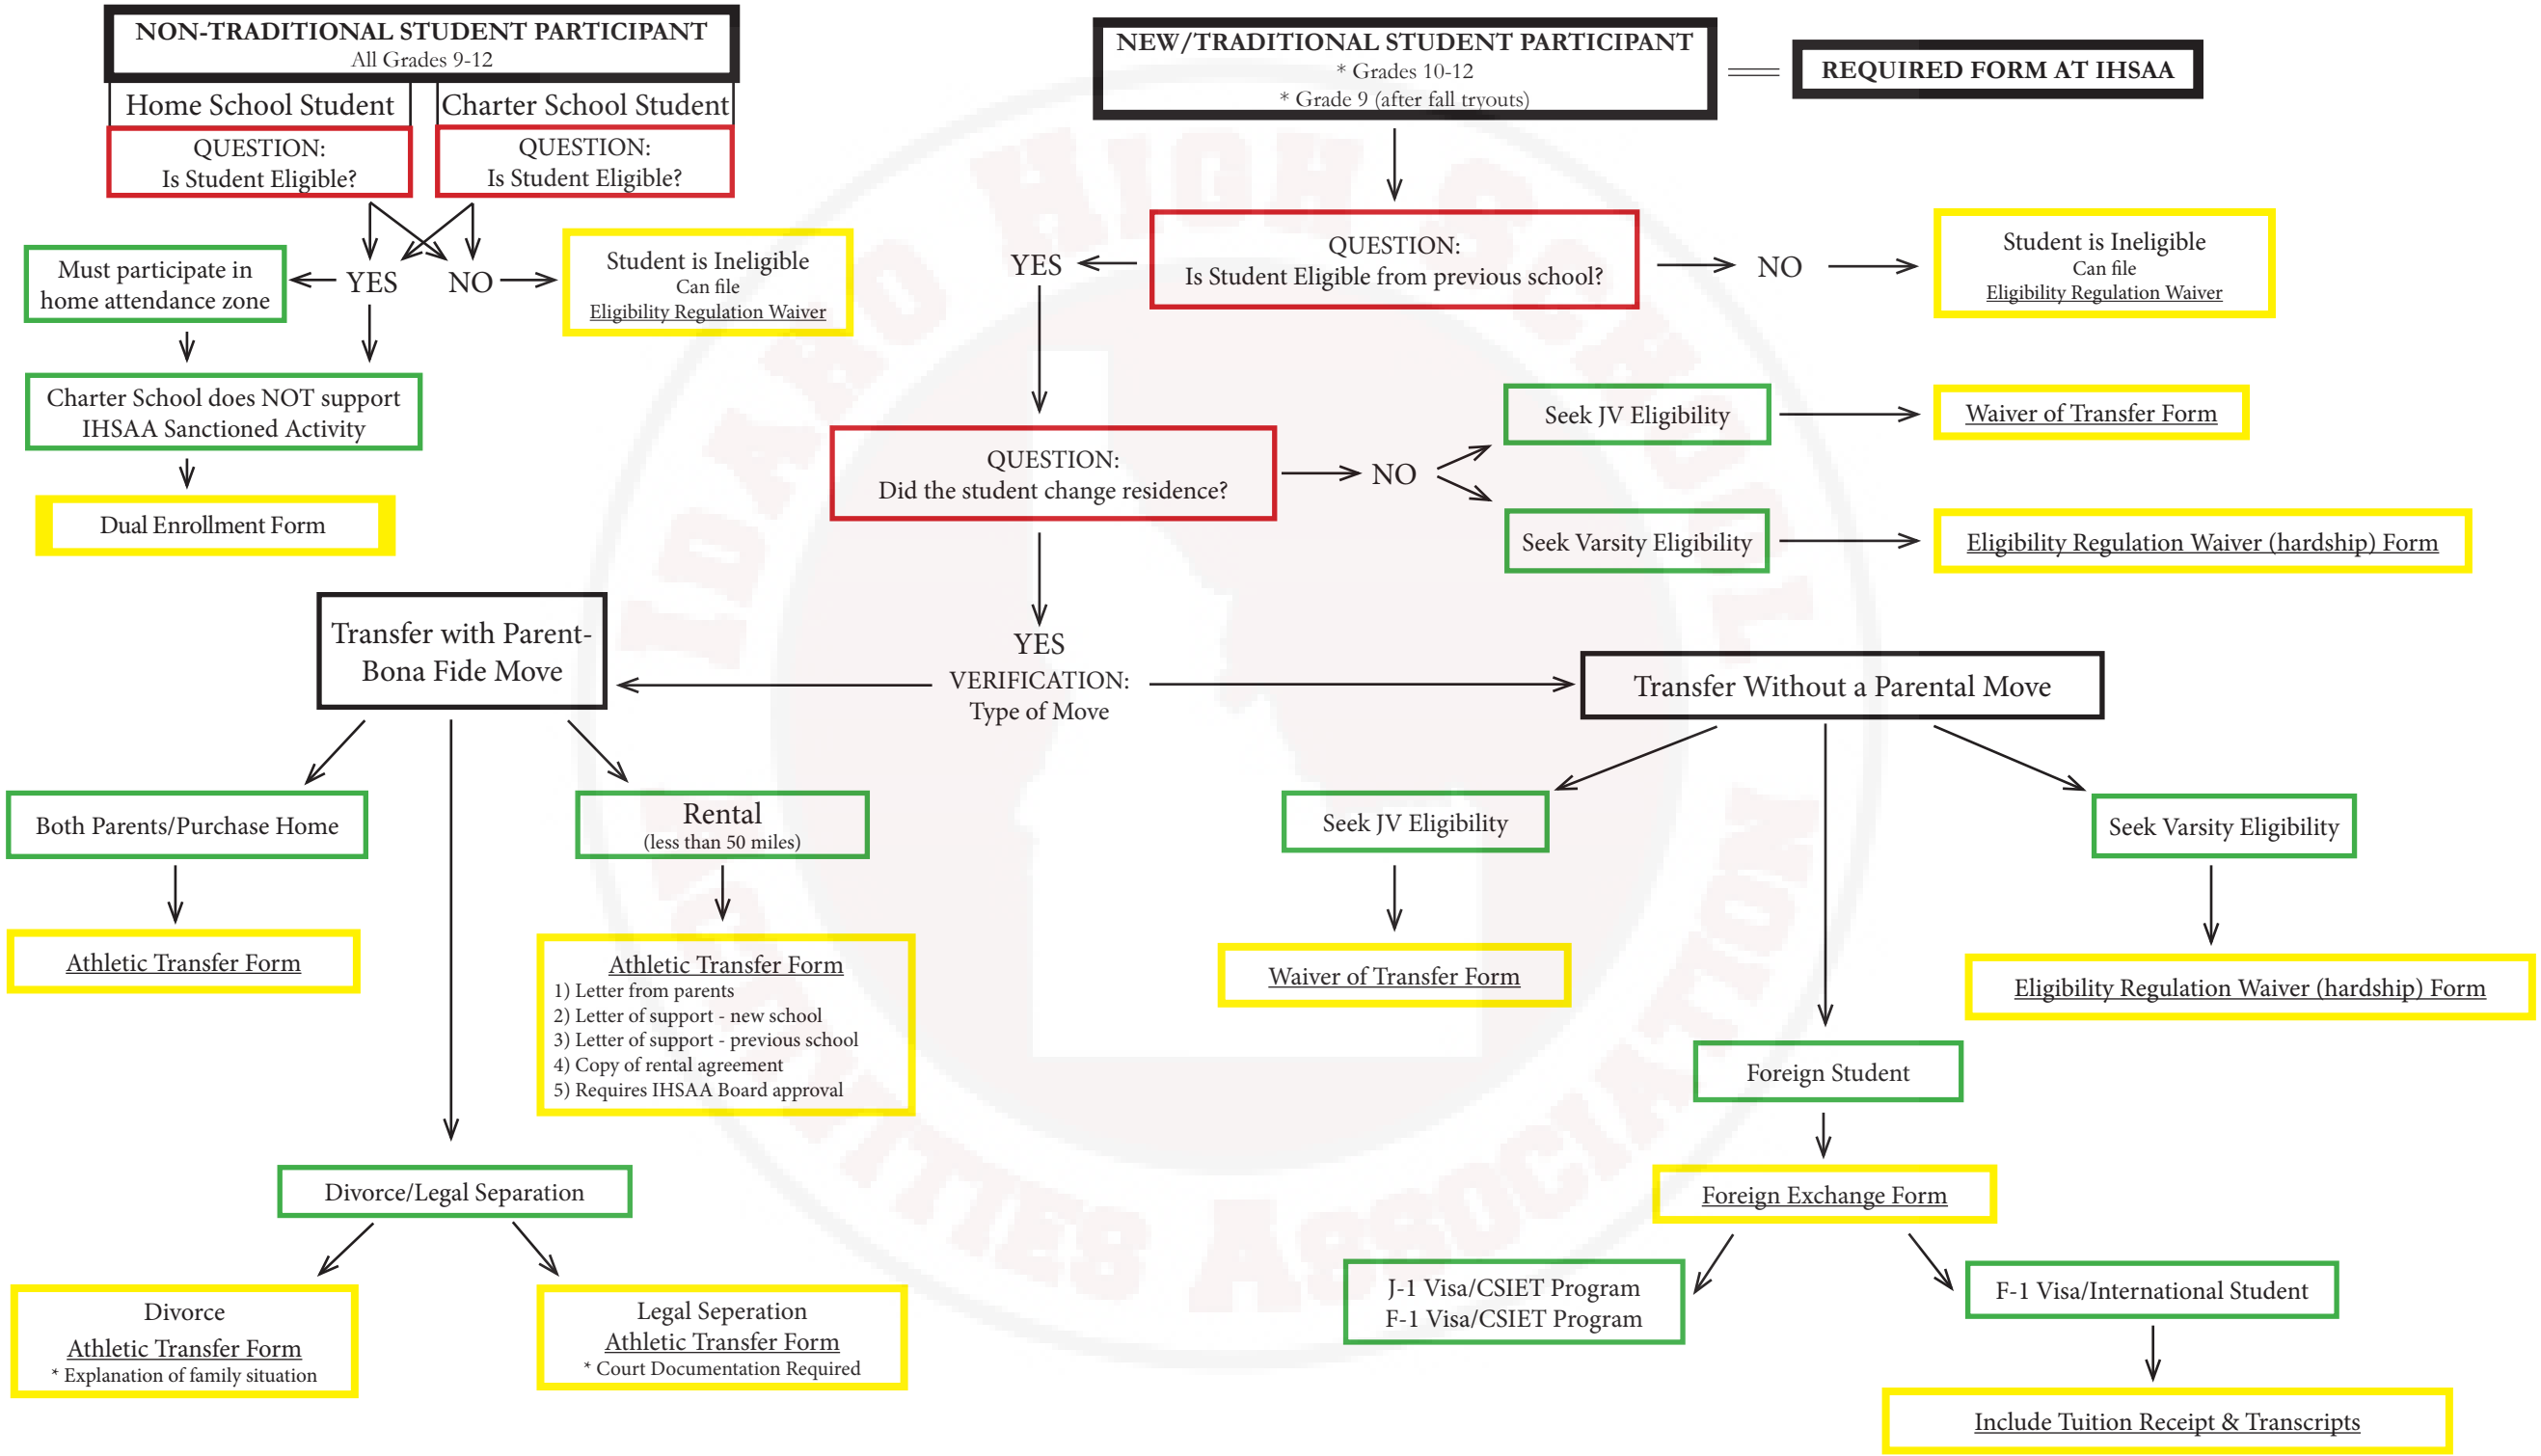 NON-TRADITIONAL STUDENT PARTICIPANT
All Grades 9-12
Home School Student
Charter School Student
QUESTION:
Is Student Eligible?
QUESTION:
Is Student Eligible?
Must participate in
home attendance zone
YES
NO
Student is Ineligible
Can file
Eligibility Regulation Waiver
Charter School does NOT support
IHSAA Sanctioned Activity
Dual Enrollment Form
NEW/TRADITIONAL STUDENT PARTICIPANT
* Grades 10-12
* Grade 9 (after fall tryouts)
REQUIRED FORM AT IHSAA
QUESTION:
Is Student Eligible from previous school?
YES
NO
Student is Ineligible
Can file
Eligibility Regulation Waiver
QUESTION:
Did the student change residence?
NO
Seek JV Eligibility
Waiver of Transfer Form
Seek Varsity Eligibility
Eligibility Regulation Waiver (hardship) Form
YES
VERIFICATION:
Type of Move
Transfer with Parent-
Bona Fide Move
Both Parents/Purchase Home
Athletic Transfer Form
Rental
(less than 50 miles)
Athletic Transfer Form
1) Letter from parents
2) Letter of support - new school
3) Letter of support - previous school
4) Copy of rental agreement
5) Requires IHSAA Board approval
Divorce/Legal Separation
Divorce
Athletic Transfer Form
* Explanation of family situation
Legal Seperation
Athletic Transfer Form
* Court Documentation Required
Transfer Without a Parental Move
Seek JV Eligibility
Waiver of Transfer Form
Seek Varsity Eligibility
Eligibility Regulation Waiver (hardship) Form
Foreign Student
Foreign Exchange Form
J-1 Visa/CSIET Program
F-1 Visa/CSIET Program
F-1 Visa/International Student
Include Tuition Receipt & Transcripts
IDAHO HIGH SCHOOL
ACTIVITIES ASSOCIATION